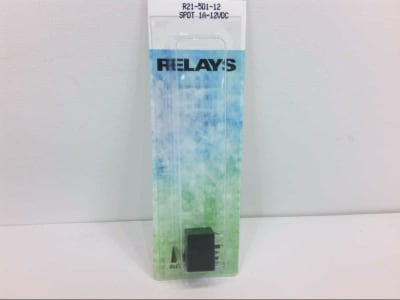 R21-5D1-12
SPDT 1A-12VDC
RELAYS